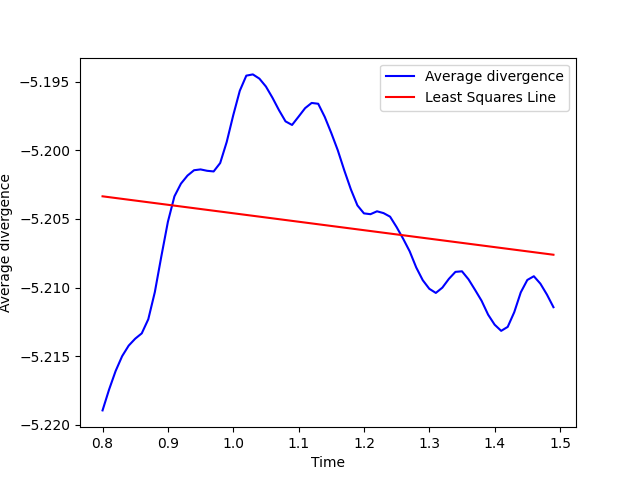 Average divergence
Least Squares Line
−5.195
−5.200
−5.205
−5.210
−5.215
−5.220
Average divergence
0.8 0.9 1.0 1.1 1.2 1.3 1.4 1.5
Time